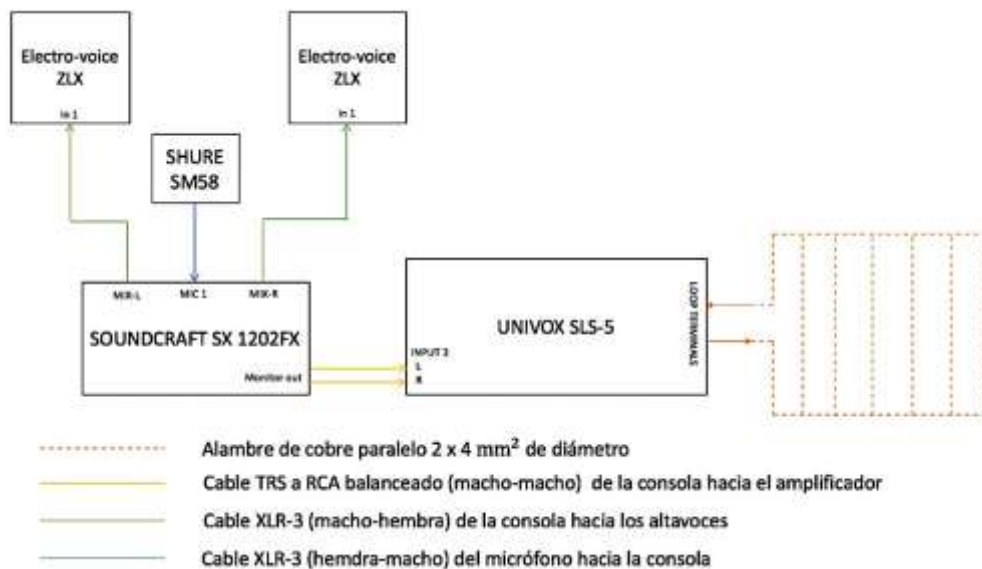 Electro-voice
ZLX
In 1
Electro-voice
ZLX
In 1
SHURE
SM58
MIX-L
MIC 1
MIX-R
SOUNDCRAFT SX 1202FX
Monitor out
INPUT 3
L
R
UNIVOX SLS-5
LOOP TERMINALS
Alambre de cobre paralelo 2 x 4 mm² de diámetro
Cable TRS a RCA balanceado (macho-macho) de la consola hacia el amplificador
Cable XLR-3 (macho-hembra) de la consola hacia los altavoces
Cable XLR-3 (hemdra-macho) del micrófono hacia la consola